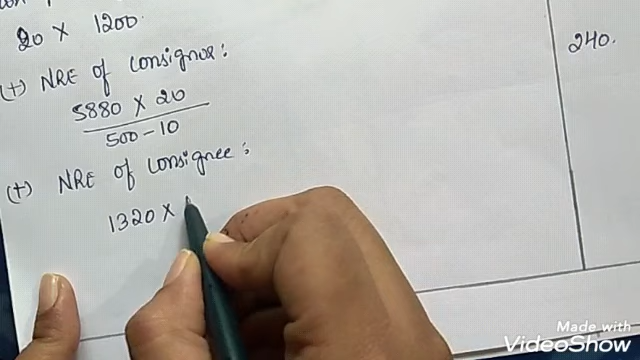 20 X 1200.
240.
(+) NRE of Consignor:
5880 X 20
500-10
(+) NRE of Consignee:
1320 X
Made with
VideoShow